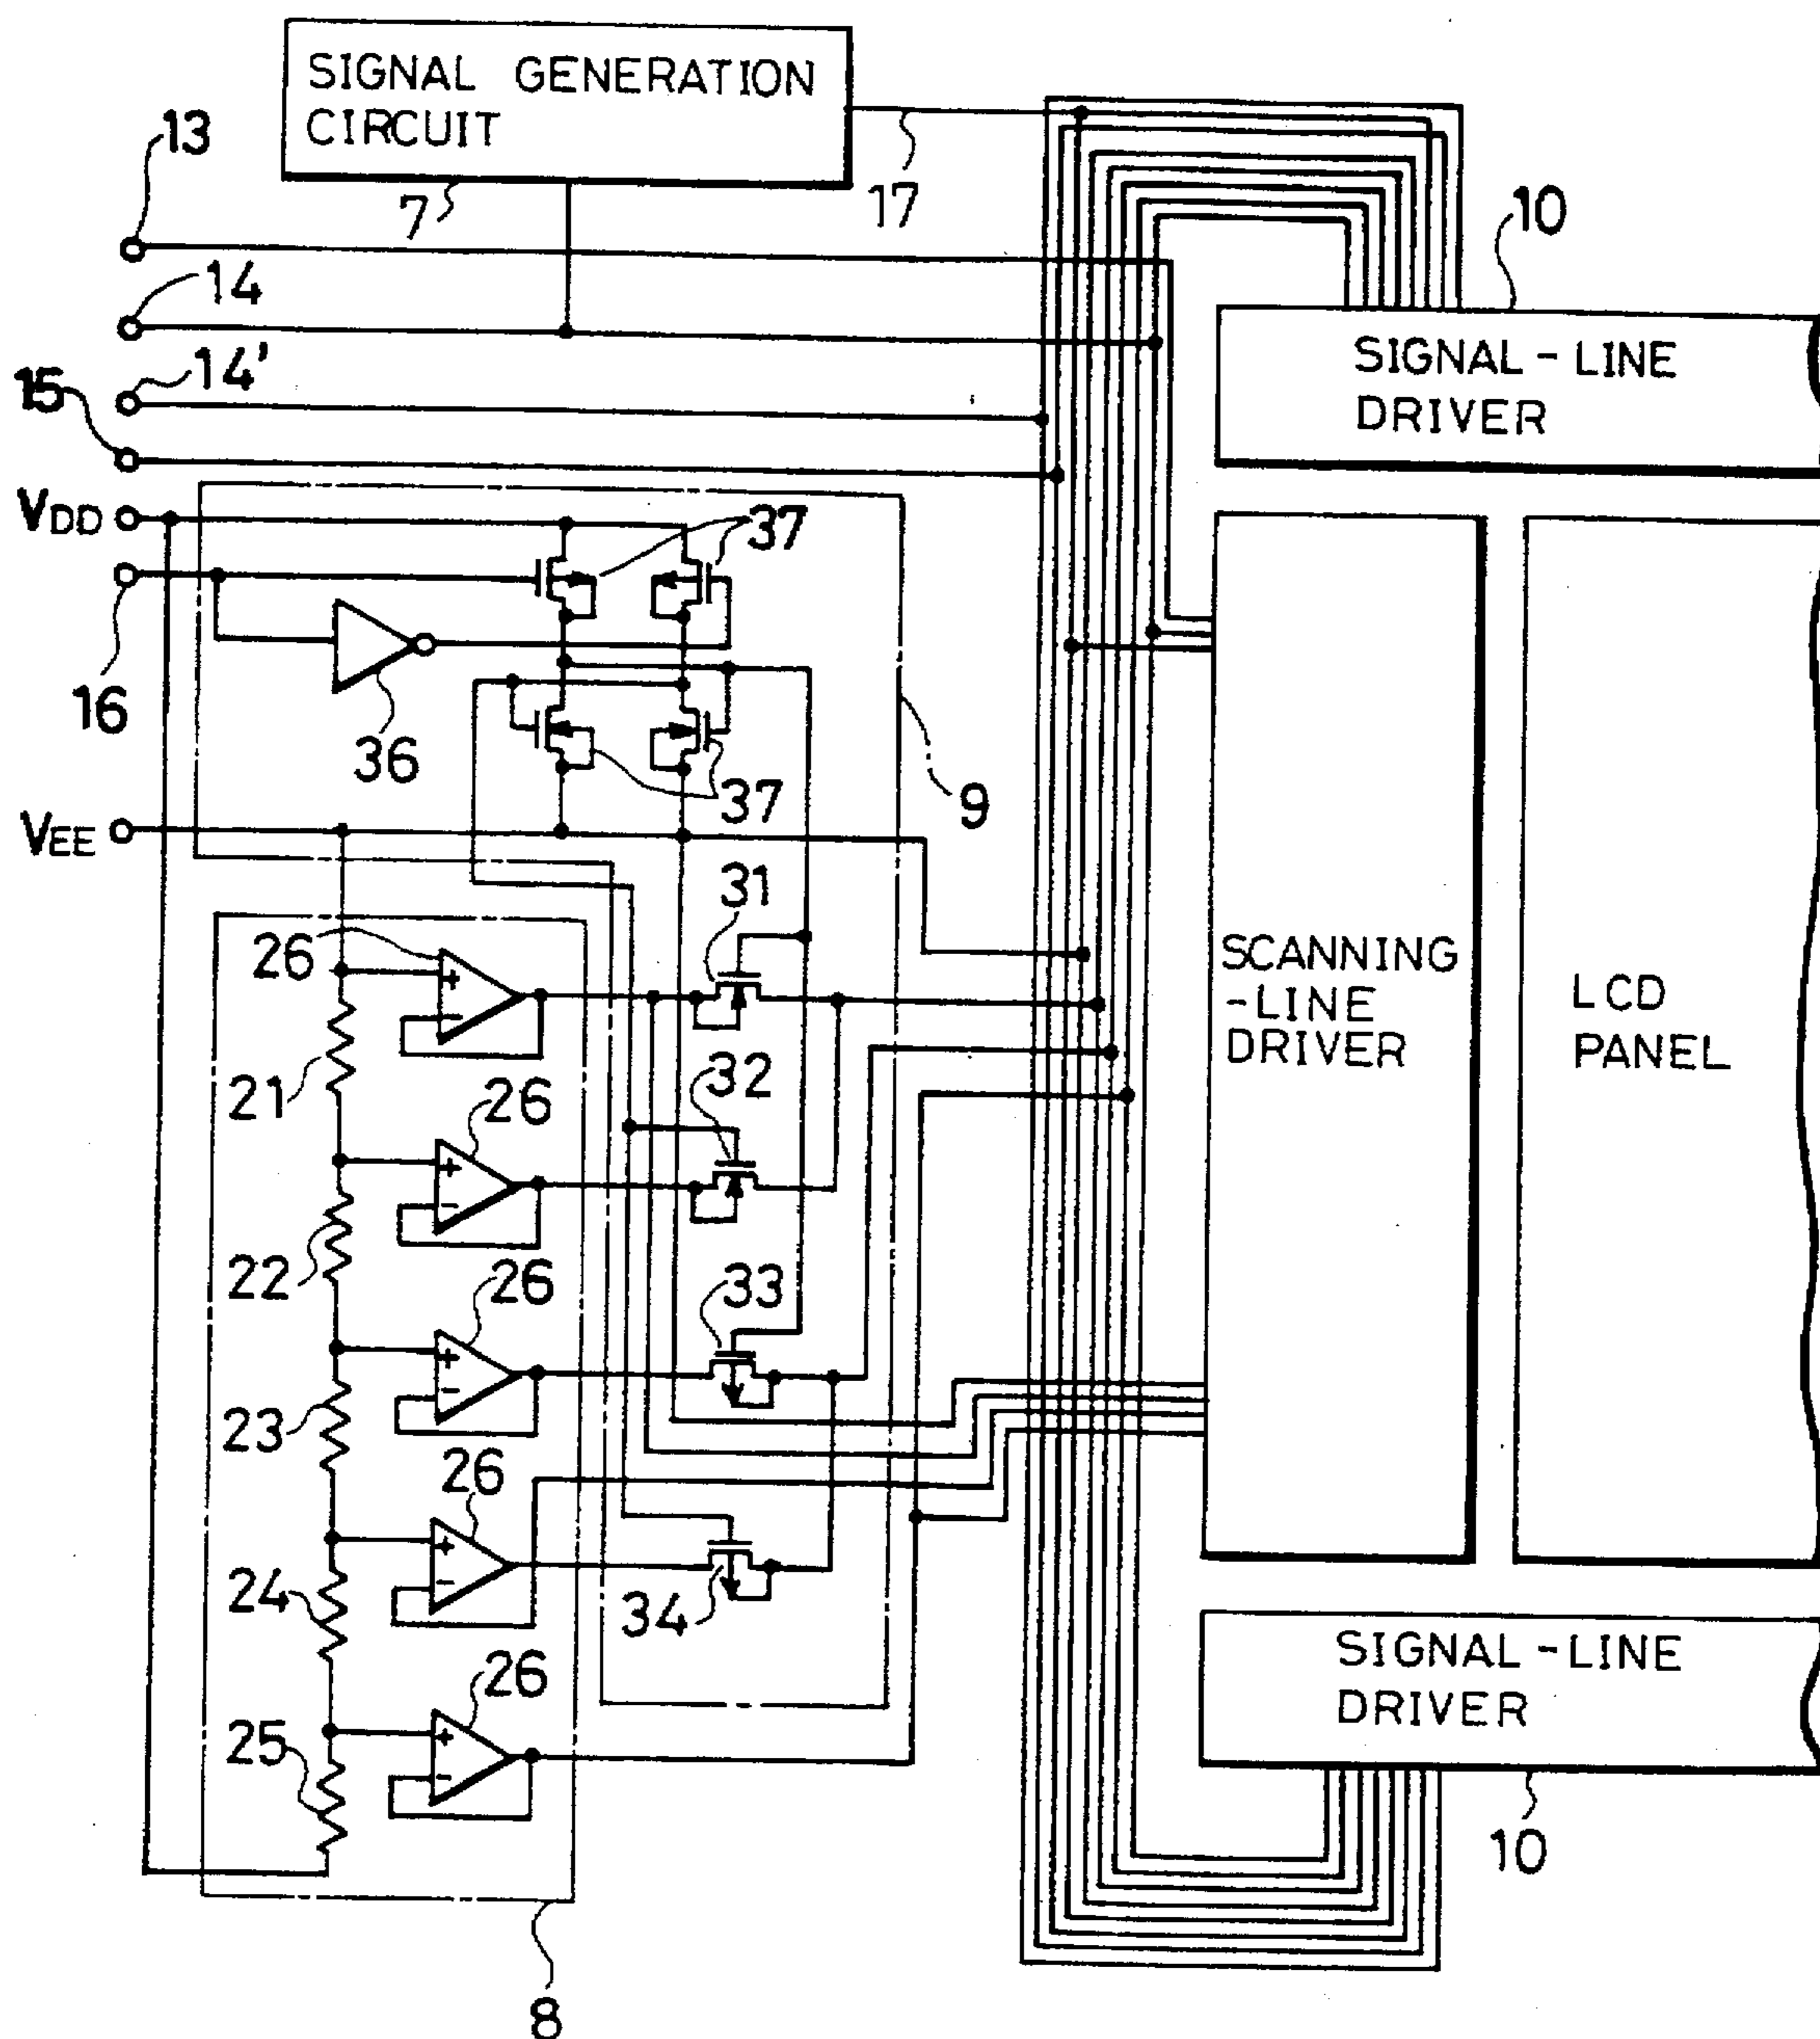 SIGNAL GENERATION
CIRCUIT
13
7
17
10
14
SIGNAL-LINE
DRIVER
14'
15
VDD
37
16
36
37
9
VEE
31
26
+
-
SCANNING
-LINE
DRIVER
LCD
PANEL
21
26
32
+
-
22
26
33
+
-
23
26
+
-
24
34
26
SIGNAL-LINE
DRIVER
+
-
25
10
8